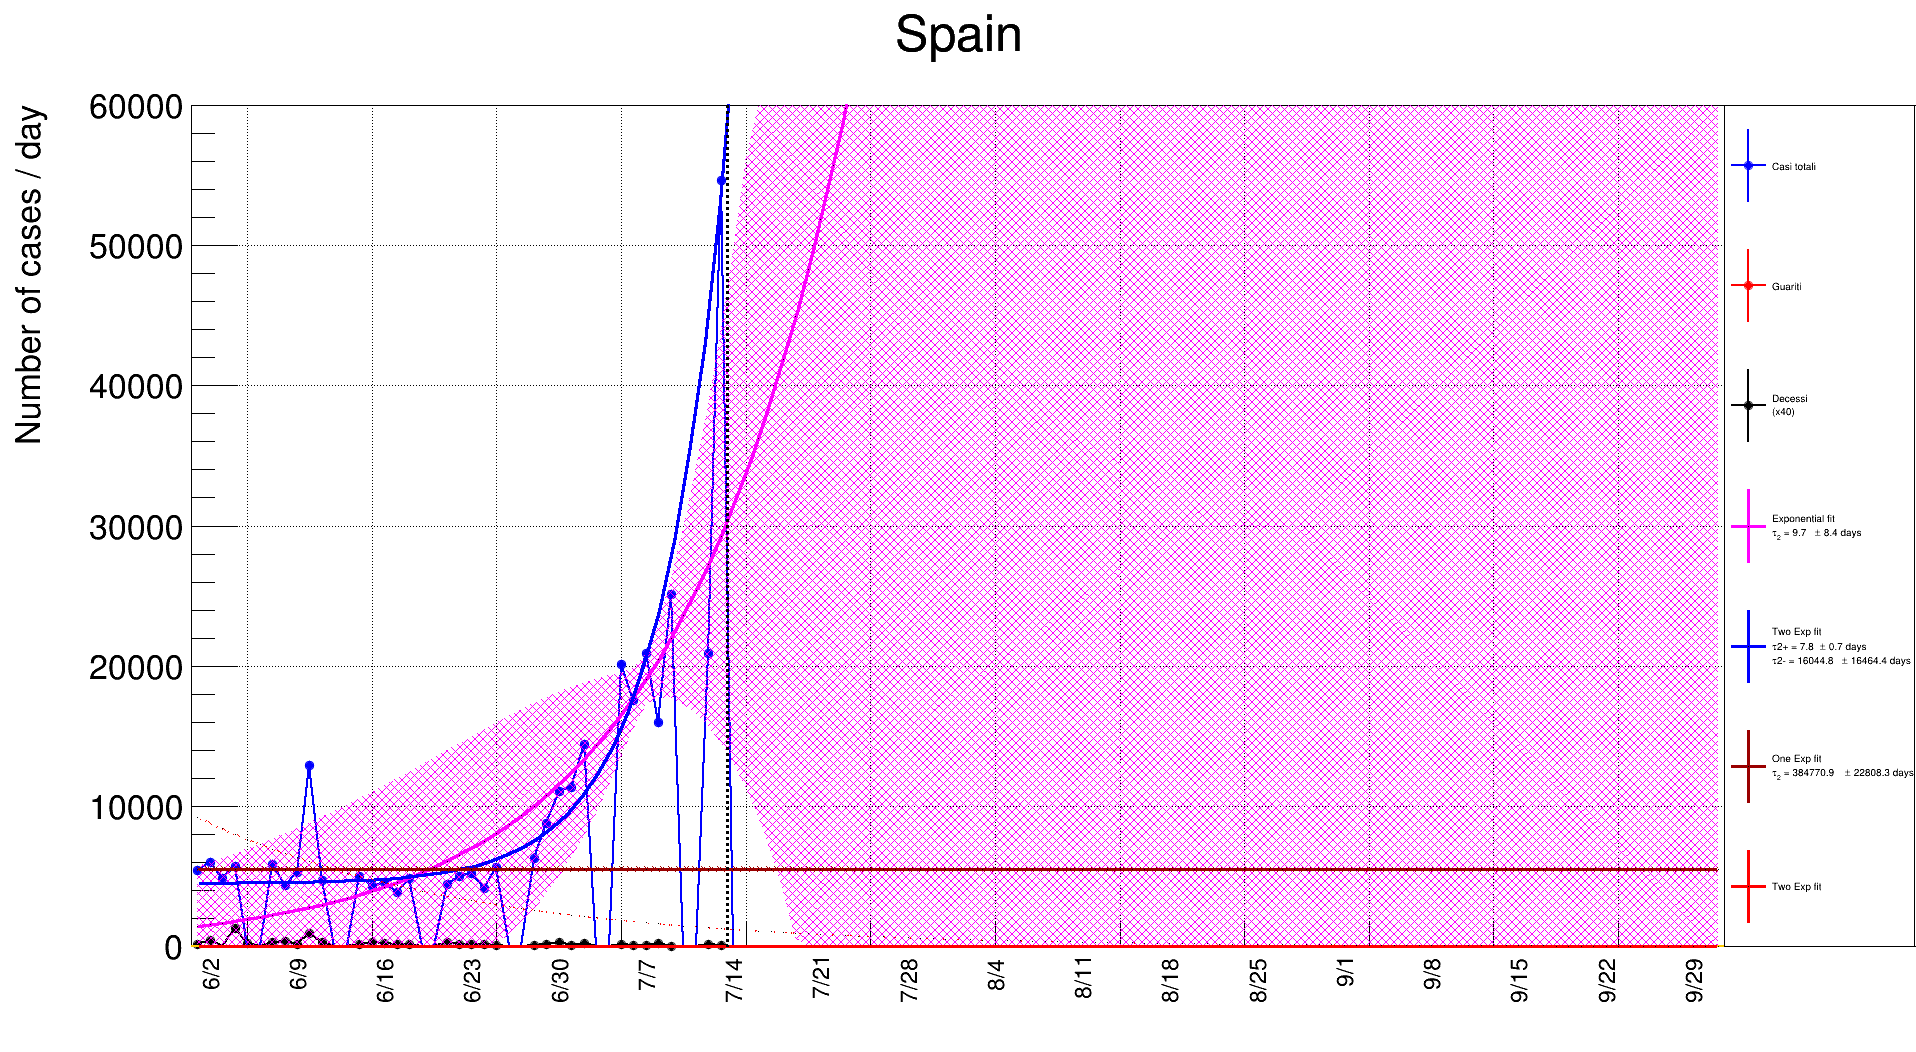 Spain
Number of cases / day
60000
50000
40000
30000
20000
10000
0
6/2 6/9 6/16 6/23 6/30 7/7 7/14 7/21 7/28 8/4 8/11 8/18 8/25 9/1 9/8 9/15 9/22 9/29
Casi totali
Guariti
Decessi
(x40)
Exponential fit
τ2 = 9.7 ± 8.4 days
Two Exp fit
τ2+ = 7.8 ± 0.7 days
τ2- = 16044.8 ± 16464.4 days
One Exp fit
τ2 = 384770.9 ± 22808.3 days
Two Exp fit